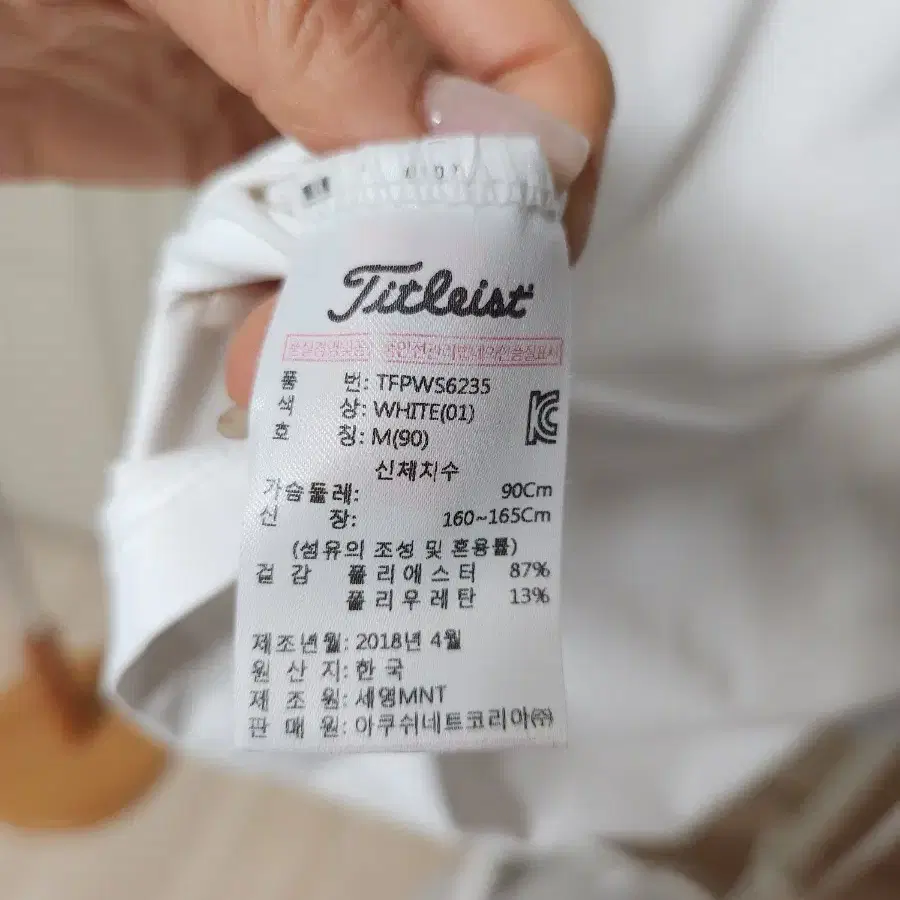 Titleist
품 번: TFPWS6235
색 상: WHITE(01)
호 칭: M(90)
신체치수
가슴둘레: 90Cm
신 장: 160~165Cm
(섬유의 조성 및 혼용률)
겉 감 폴리에스터 87%
폴리우레탄 13%
제조년월: 2018년 4월
원 산 지: 한 국
제 조 원: 세영MNT
판 매 원: 아쿠쉬네트코리아㈜